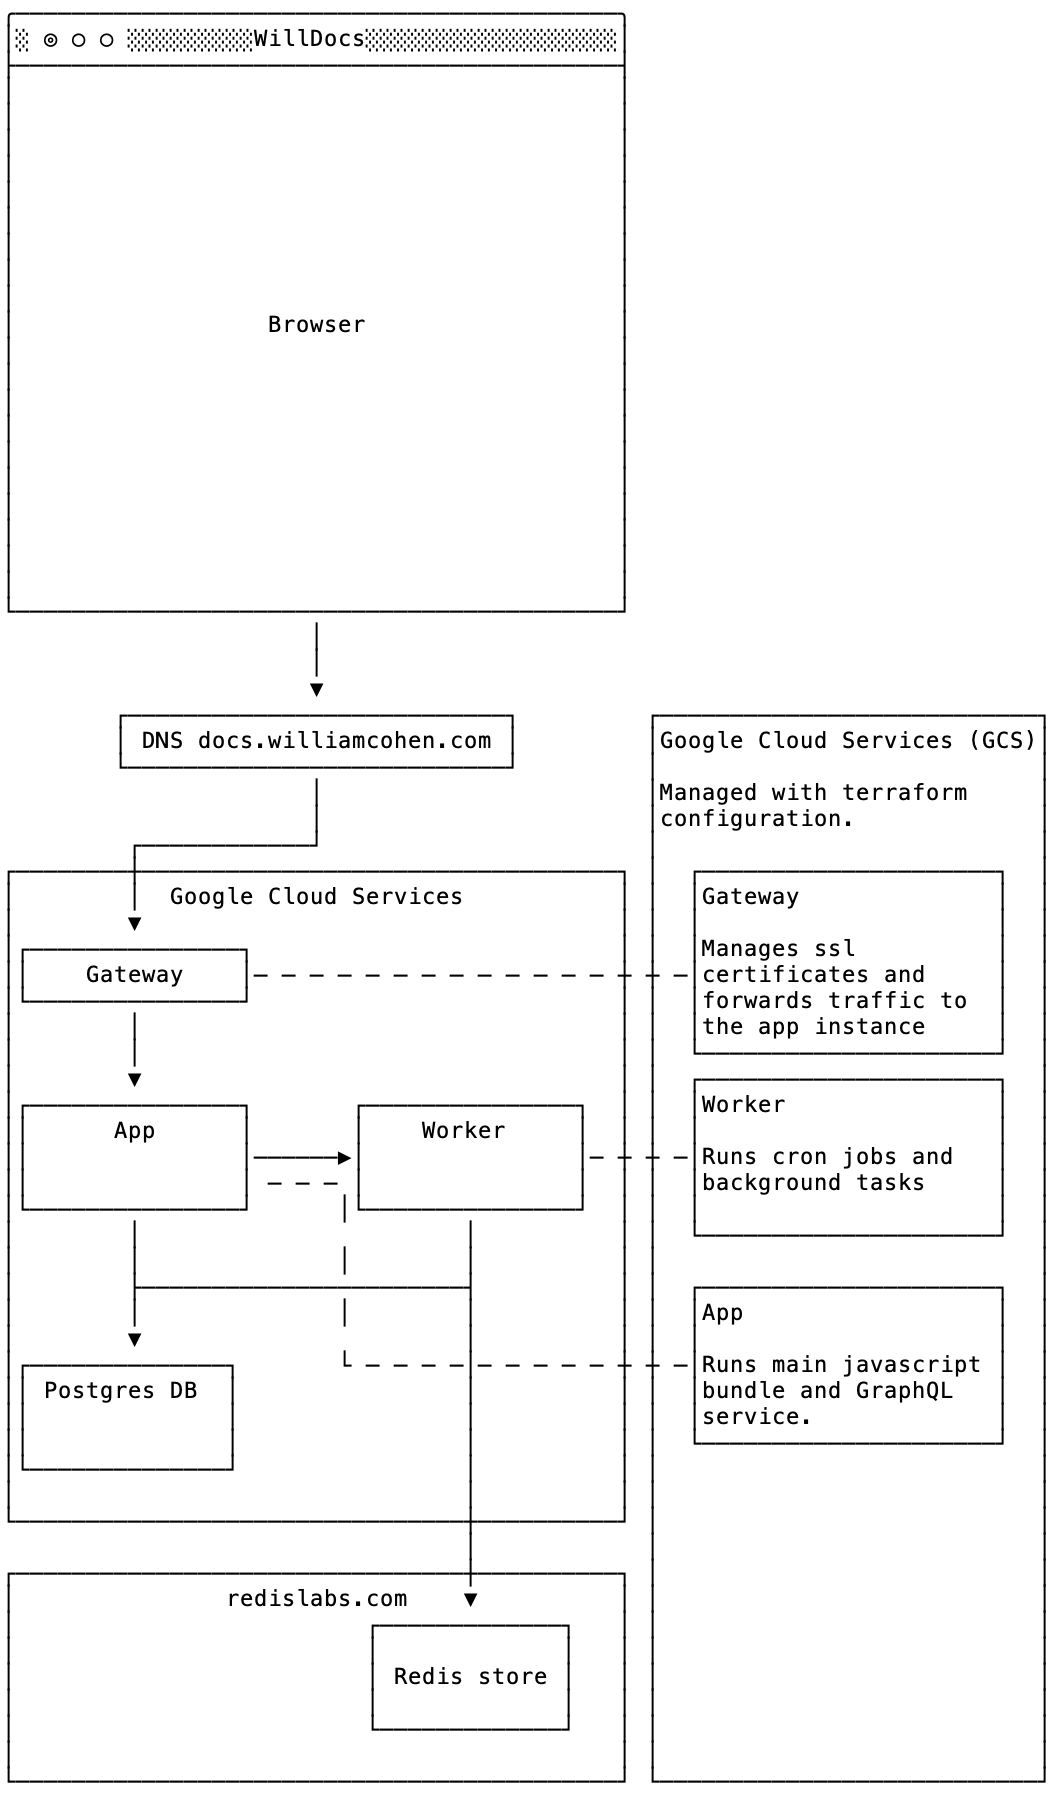 WillDocs
Browser
DNS docs.williamcohen.com
Google Cloud Services
Gateway
App
Worker
Postgres DB
redislabs.com
Redis store
Google Cloud Services (GCS)
Managed with terraform
configuration.
Gateway
Manages ssl
certificates and
forwards traffic to
the app instance
Worker
Runs cron jobs and
background tasks
App
Runs main javascript
bundle and GraphQL
service.